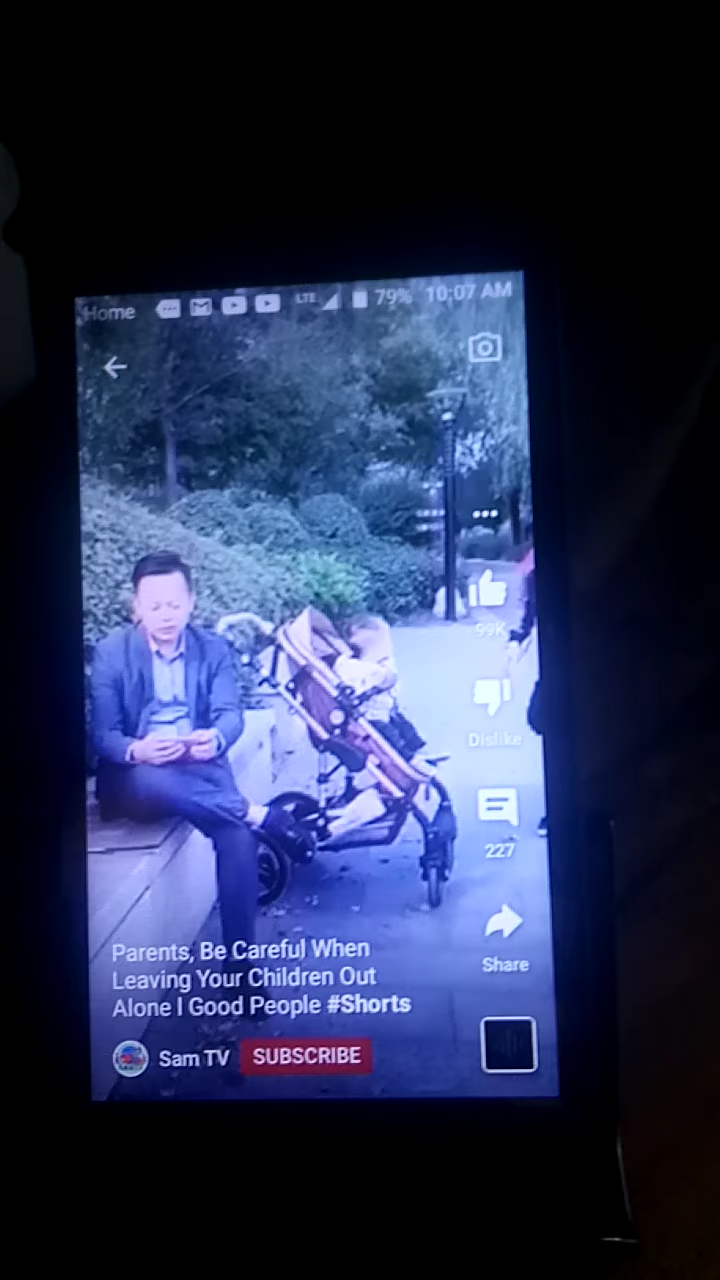 Home LTE 79% 10:07 AM
99K
Dislike
227
Share
Parents, Be Careful When
Leaving Your Children Out
Alone I Good People #Shorts
Sam TV SUBSCRIBE